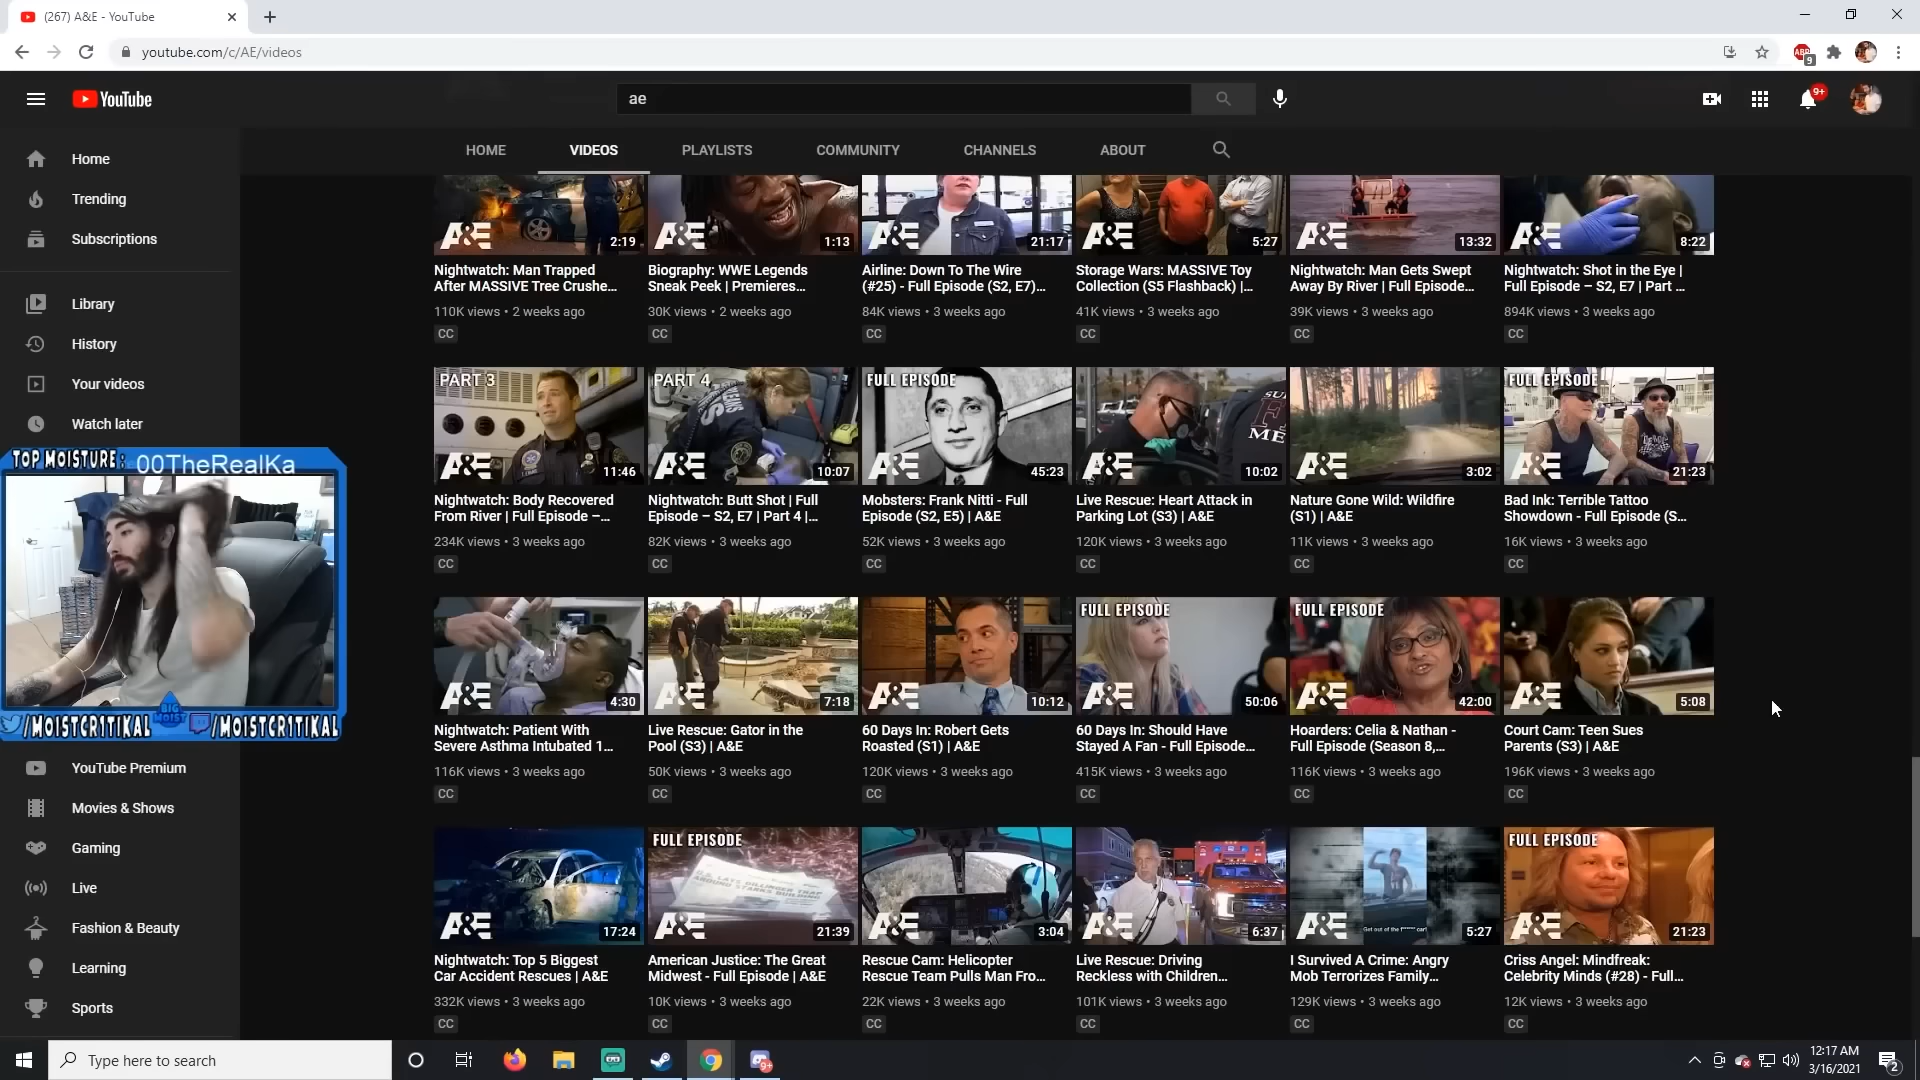 (267) A&E - YouTube
youtube.com/c/AE/videos
ABP
9
YouTube
ae
9+
HOME
VIDEOS
PLAYLISTS
COMMUNITY
CHANNELS
ABOUT
Home
Trending
Subscriptions
Library
History
Your videos
Watch later
TOP MOISTURE: 00TheRealKa
/MOISTCR1TIKAL
BIG MOIST
/MOISTCR1TIKAL
YouTube Premium
Movies & Shows
Gaming
Live
Fashion & Beauty
Learning
Sports
A&E
2:19
Nightwatch: Man Trapped
After MASSIVE Tree Crushe...
110K views • 2 weeks ago
CC
A&E
1:13
Biography: WWE Legends
Sneak Peek | Premieres...
30K views • 2 weeks ago
CC
A&E
21:17
Airline: Down To The Wire
(#25) - Full Episode (S2, E7)...
84K views • 3 weeks ago
CC
A&E
5:27
Storage Wars: MASSIVE Toy
Collection (S5 Flashback) |...
41K views • 3 weeks ago
CC
A&E
13:32
Nightwatch: Man Gets Swept
Away By River | Full Episode...
39K views • 3 weeks ago
CC
A&E
8:22
Nightwatch: Shot in the Eye |
Full Episode – S2, E7 | Part ...
894K views • 3 weeks ago
CC
PART 3
A&E
11:46
Nightwatch: Body Recovered
From River | Full Episode –...
234K views • 3 weeks ago
CC
PART 4
A&E
10:07
Nightwatch: Butt Shot | Full
Episode – S2, E7 | Part 4 |...
82K views • 3 weeks ago
CC
FULL EPISODE
A&E
45:23
Mobsters: Frank Nitti - Full
Episode (S2, E5) | A&E
52K views • 3 weeks ago
CC
A&E
10:02
Live Rescue: Heart Attack in
Parking Lot (S3) | A&E
120K views • 3 weeks ago
CC
A&E
3:02
Nature Gone Wild: Wildfire
(S1) | A&E
11K views • 3 weeks ago
CC
FULL EPISODE
A&E
21:23
Bad Ink: Terrible Tattoo
Showdown - Full Episode (S...
16K views • 3 weeks ago
CC
A&E
4:30
Nightwatch: Patient With
Severe Asthma Intubated 1...
116K views • 3 weeks ago
CC
A&E
7:18
Live Rescue: Gator in the
Pool (S3) | A&E
50K views • 3 weeks ago
CC
A&E
10:12
60 Days In: Robert Gets
Roasted (S1) | A&E
120K views • 3 weeks ago
CC
FULL EPISODE
A&E
50:06
60 Days In: Should Have
Stayed A Fan - Full Episode...
415K views • 3 weeks ago
CC
FULL EPISODE
A&E
42:00
Hoarders: Celia & Nathan -
Full Episode (Season 8,...
116K views • 3 weeks ago
CC
A&E
5:08
Court Cam: Teen Sues
Parents (S3) | A&E
196K views • 3 weeks ago
CC
A&E
17:24
Nightwatch: Top 5 Biggest
Car Accident Rescues | A&E
332K views • 3 weeks ago
CC
FULL EPISODE
A&E
21:39
American Justice: The Great
Midwest - Full Episode | A&E
10K views • 3 weeks ago
CC
A&E
3:04
Rescue Cam: Helicopter
Rescue Team Pulls Man Fro...
22K views • 3 weeks ago
CC
A&E
6:37
Live Rescue: Driving
Reckless with Children...
101K views • 3 weeks ago
CC
A&E
Get out of the f****** car!
5:27
I Survived A Crime: Angry
Mob Terrorizes Family...
129K views • 3 weeks ago
CC
FULL EPISODE
A&E
21:23
Criss Angel: Mindfreak:
Celebrity Minds (#28) - Full...
12K views • 3 weeks ago
CC
Type here to search
9+
12:17 AM
3/16/2021
2